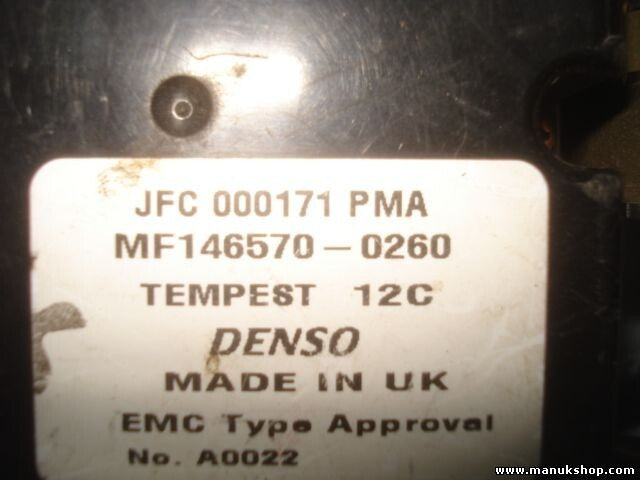 JFC 000171 PMA
MF146570-0260
TEMPEST 12C
DENSO
MADE IN UK
EMC Type Approval
No. A0022
www.manukshop.com